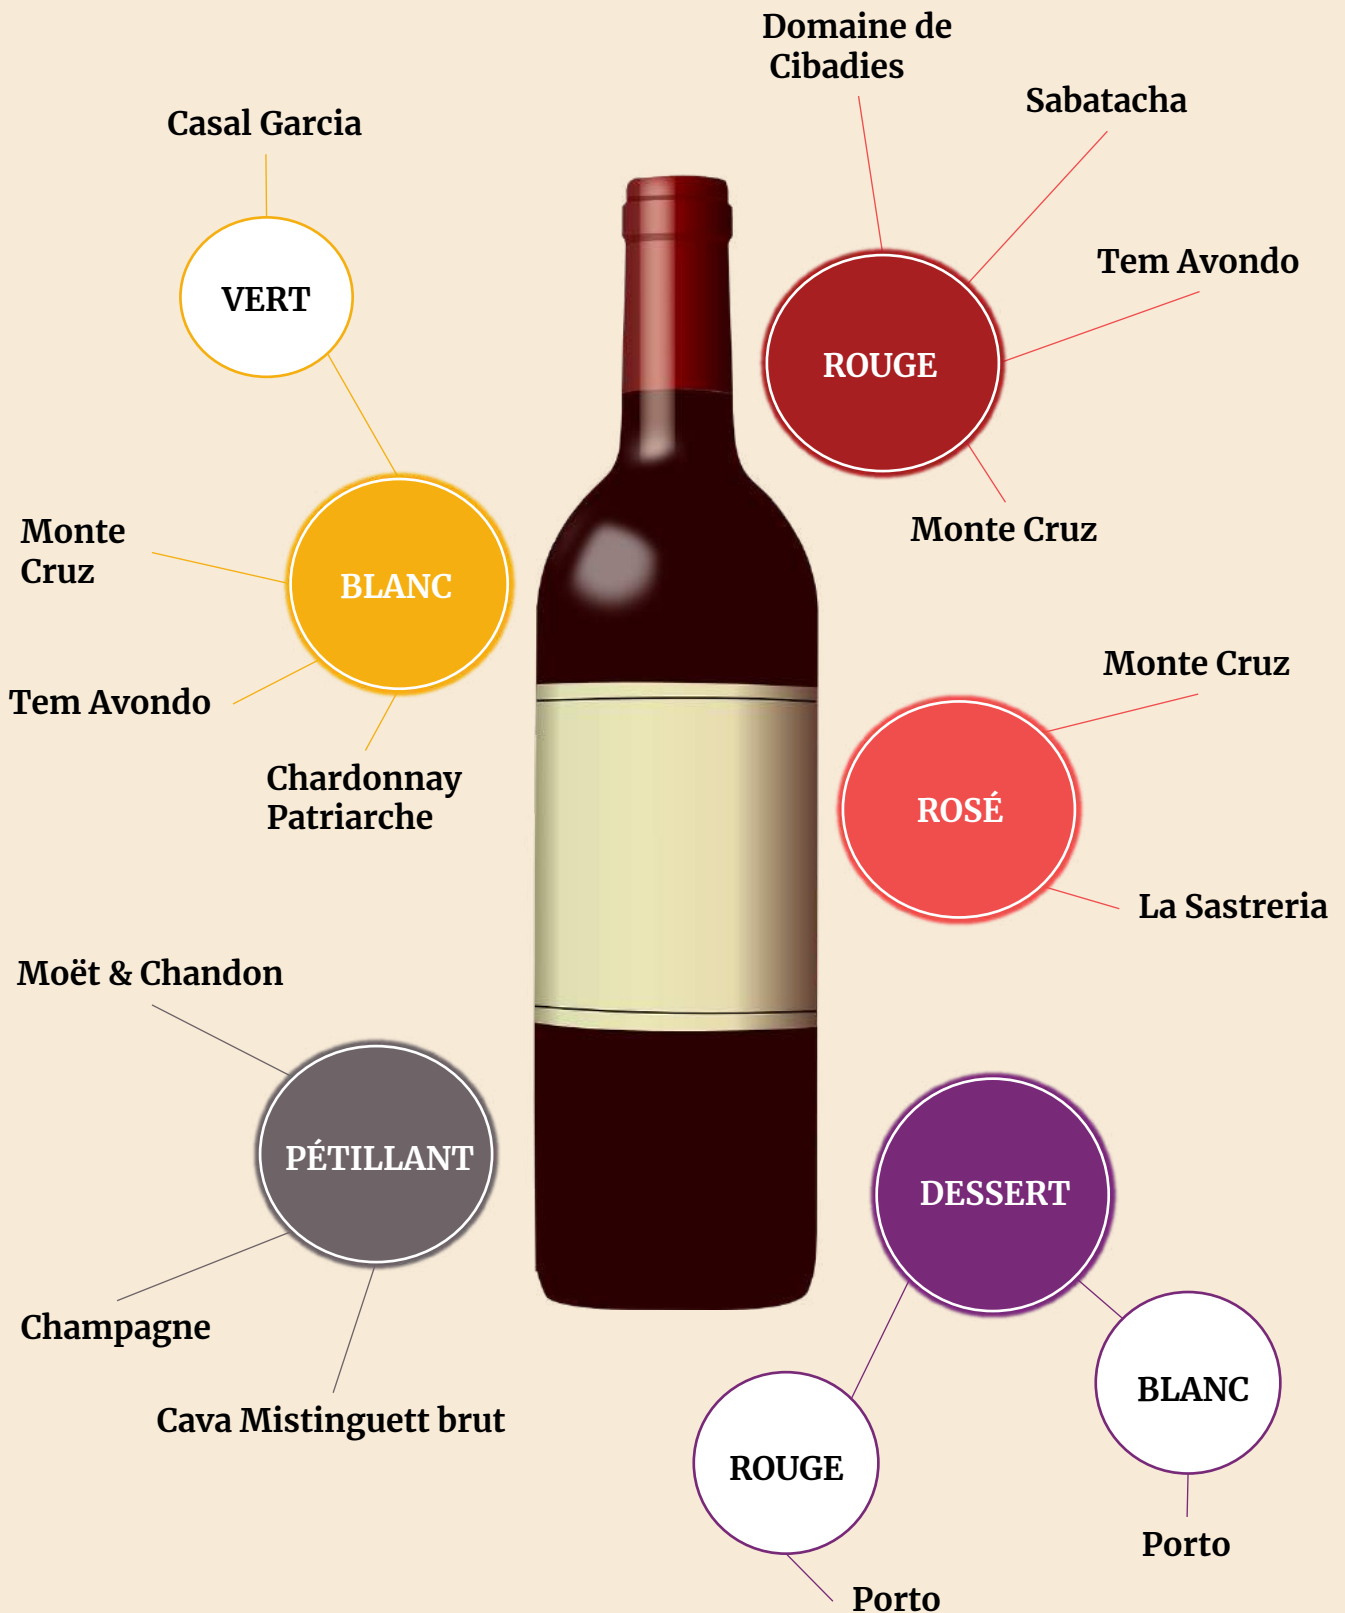 Domaine de
Cibadies
Sabatacha
Casal Garcia
Tem Avondo
VERT
ROUGE
Monte Cruz
Monte
Cruz
BLANC
Tem Avondo
Chardonnay
Patriarche
Monte Cruz
ROSÉ
La Sastreria
Moët & Chandon
PÉTILLANT
Champagne
Cava Mistinguett brut
DESSERT
BLANC
ROUGE
Porto
Porto